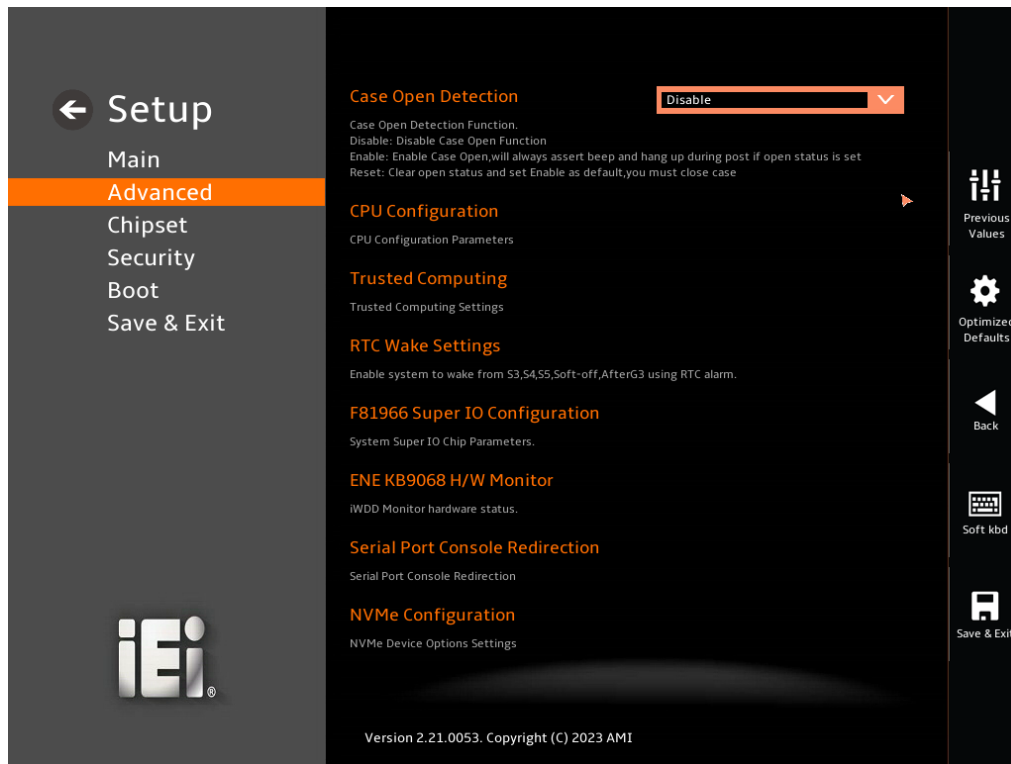 Setup
Main
Advanced
Chipset
Security
Boot
Save & Exit
iEi®
Case Open Detection
Disable
Case Open Detection Function.
Disable: Disable Case Open Function
Enable: Enable Case Open,will always assert beep and hang up during post if open status is set
Reset: Clear open status and set Enable as default,you must close case
CPU Configuration
CPU Configuration Parameters
Trusted Computing
Trusted Computing Settings
RTC Wake Settings
Enable system to wake from S3,S4,S5,Soft-off,AfterG3 using RTC alarm.
F81966 Super IO Configuration
System Super IO Chip Parameters.
ENE KB9068 H/W Monitor
iWDD Monitor hardware status.
Serial Port Console Redirection
Serial Port Console Redirection
NVMe Configuration
NVMe Device Options Settings
Version 2.21.0053. Copyright (C) 2023 AMI
Previous
Values
Optimized
Defaults
Back
Soft kbd
Save & Exit